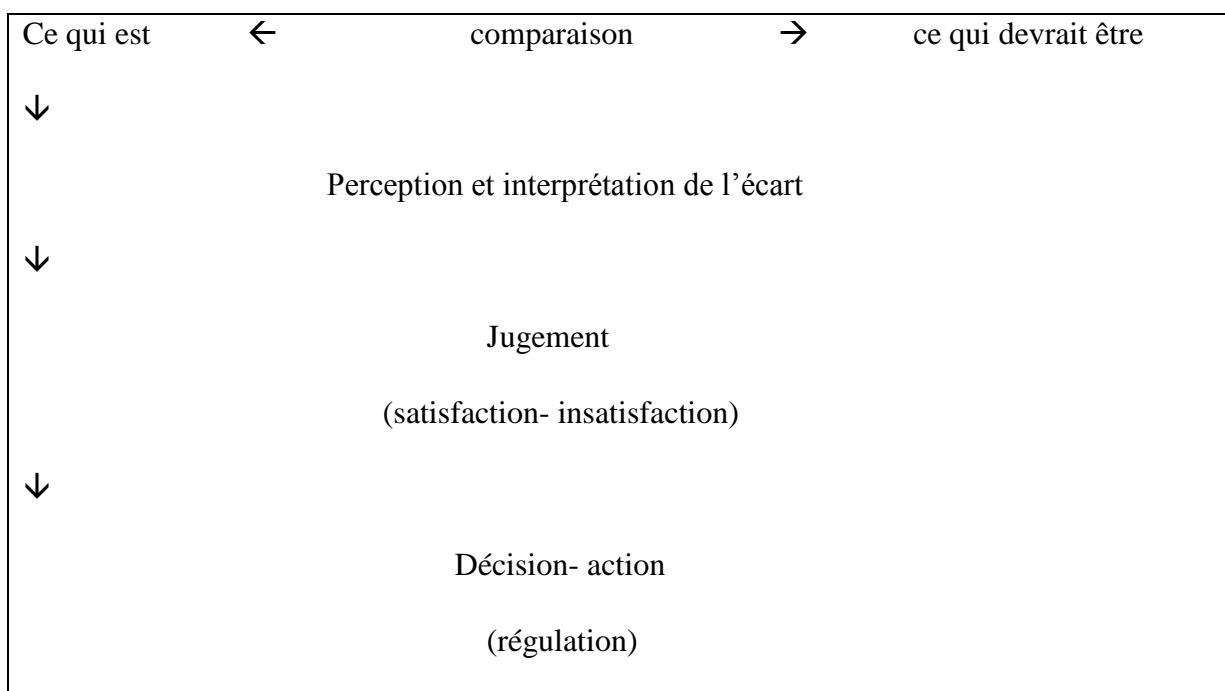 Ce qui est ← comparaison → ce qui devrait être
↓
Perception et interprétation de l’écart
↓
Jugement
(satisfaction- insatisfaction)
↓
Décision- action
(régulation)